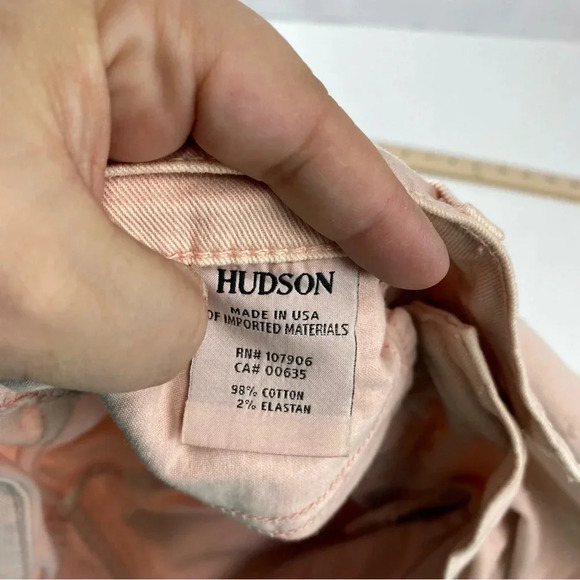 HUDSON
MADE IN USA
OF IMPORTED MATERIALS
RN# 107906
CA# 00635
98% COTTON
2% ELASTAN